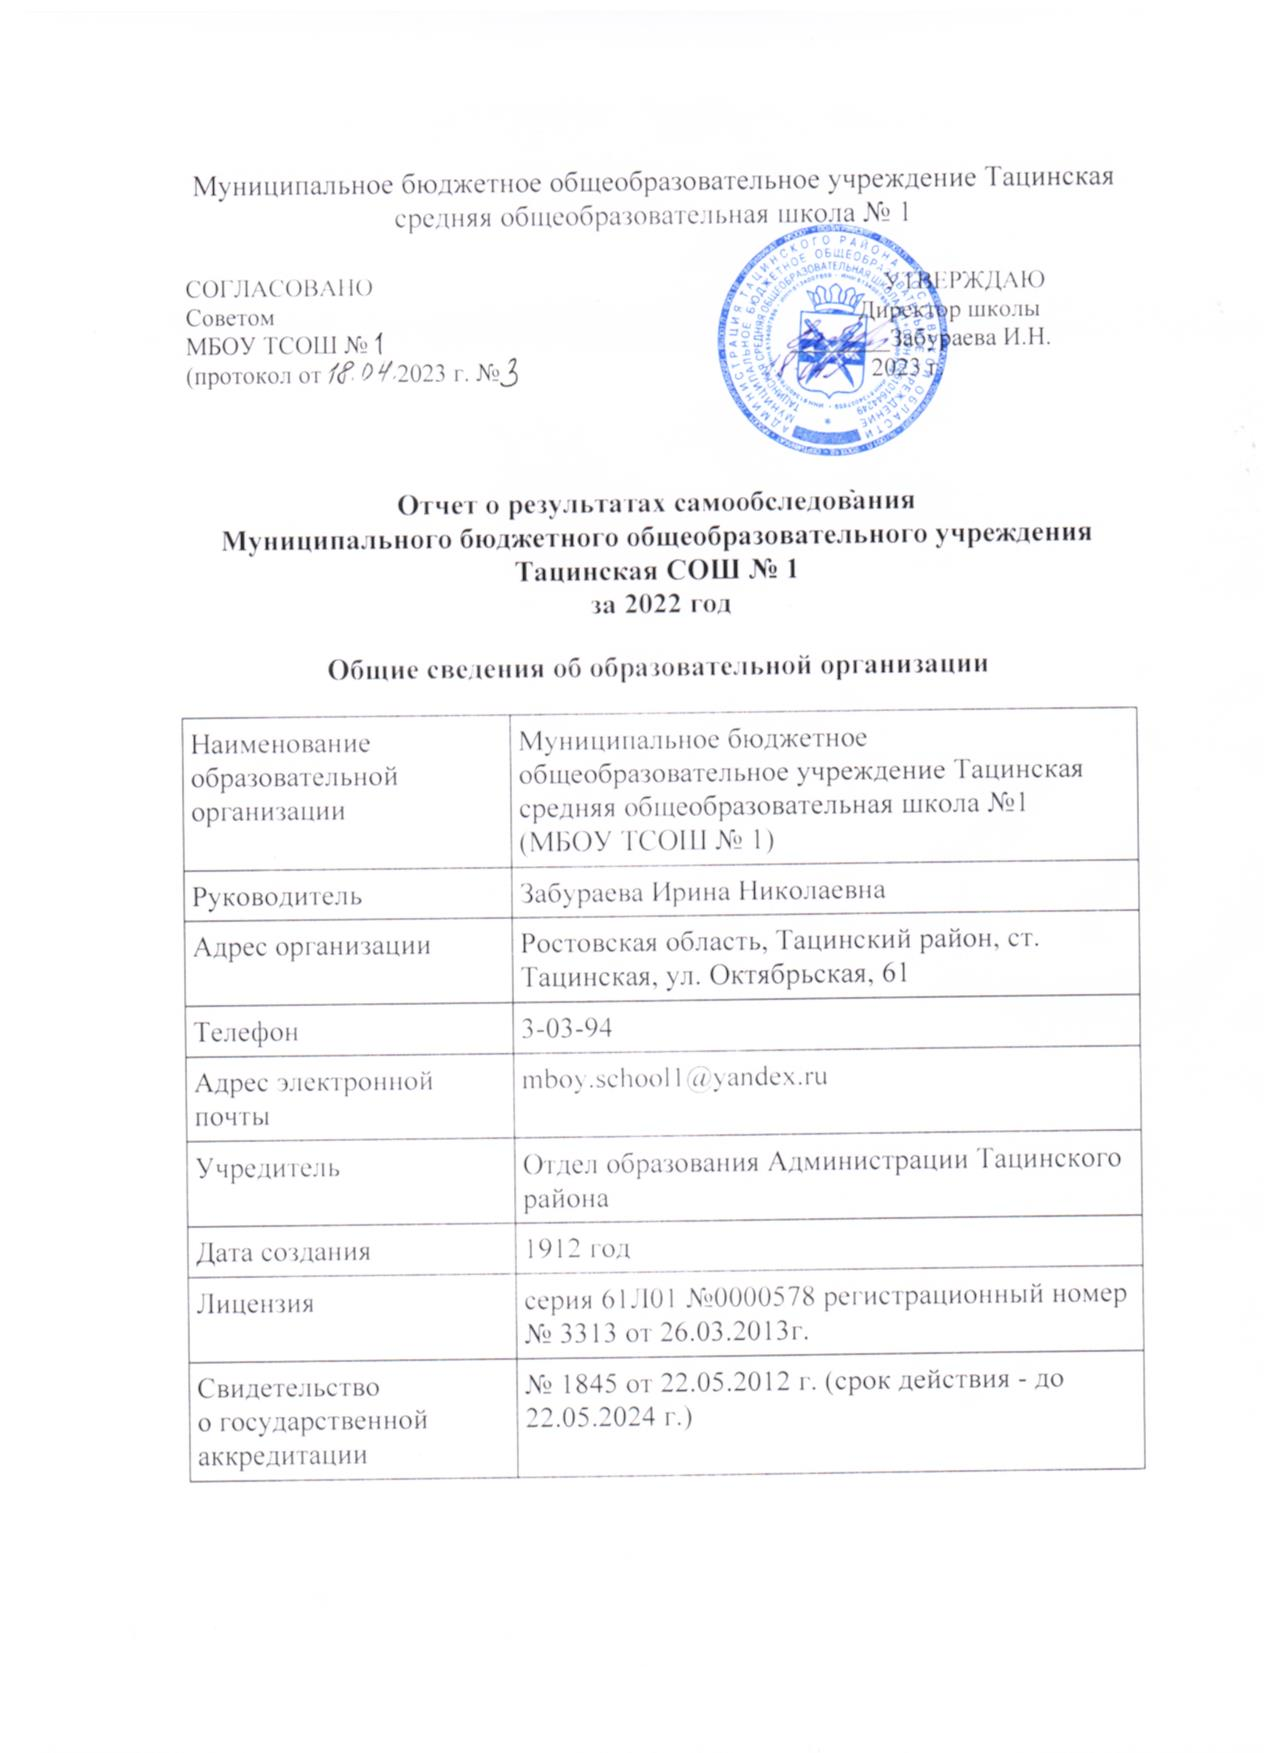 Муниципальное бюджетное общеобразовательное учреждение Тацинская
средняя общеобразовательная школа № 1
СОГЛАСОВАНО
Советом
МБОУ ТСОШ № 1
(протокол от 18.04.2023 г. №3
УТВЕРЖДАЮ
Директор школы
Забураева И.Н.
2023 г.
Отчет о результатах самообследования
Муниципального бюджетного общеобразовательного учреждения
Тацинская СОШ № 1
за 2022 год
Общие сведения об образовательной организации
Наименование
образовательной
организации
Муниципальное бюджетное
общеобразовательное учреждение Тацинская
средняя общеобразовательная школа №1
(МБОУ ТСОШ № 1)
Руководитель
Забураева Ирина Николаевна
Адрес организации
Ростовская область, Тацинский район, ст.
Тацинская, ул. Октябрьская, 61
Телефон
3-03-94
Адрес электронной
почты
mboy.school1@yandex.ru
Учредитель
Отдел образования Администрации Тацинского
района
Дата создания
1912 год
Лицензия
серия 61Л01 №0000578 регистрационный номер
№ 3313 от 26.03.2013г.
Свидетельство
о государственной
аккредитации
№ 1845 от 22.05.2012 г. (срок действия - до
22.05.2024 г.)